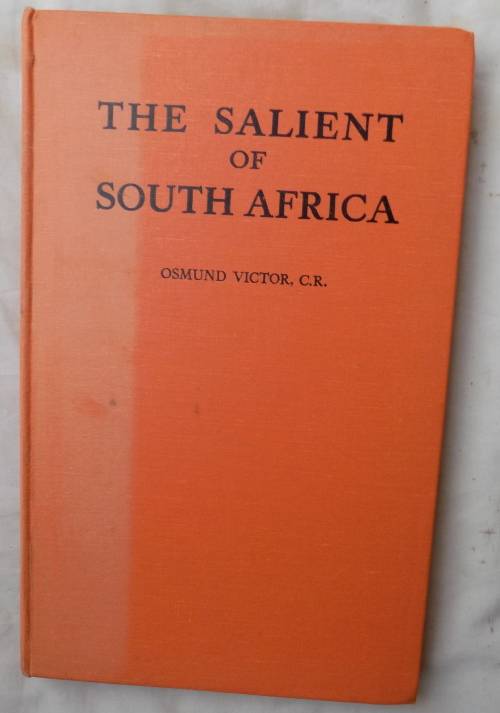 THE SALIENT
OF
SOUTH AFRICA
OSMUND VICTOR, C.R.